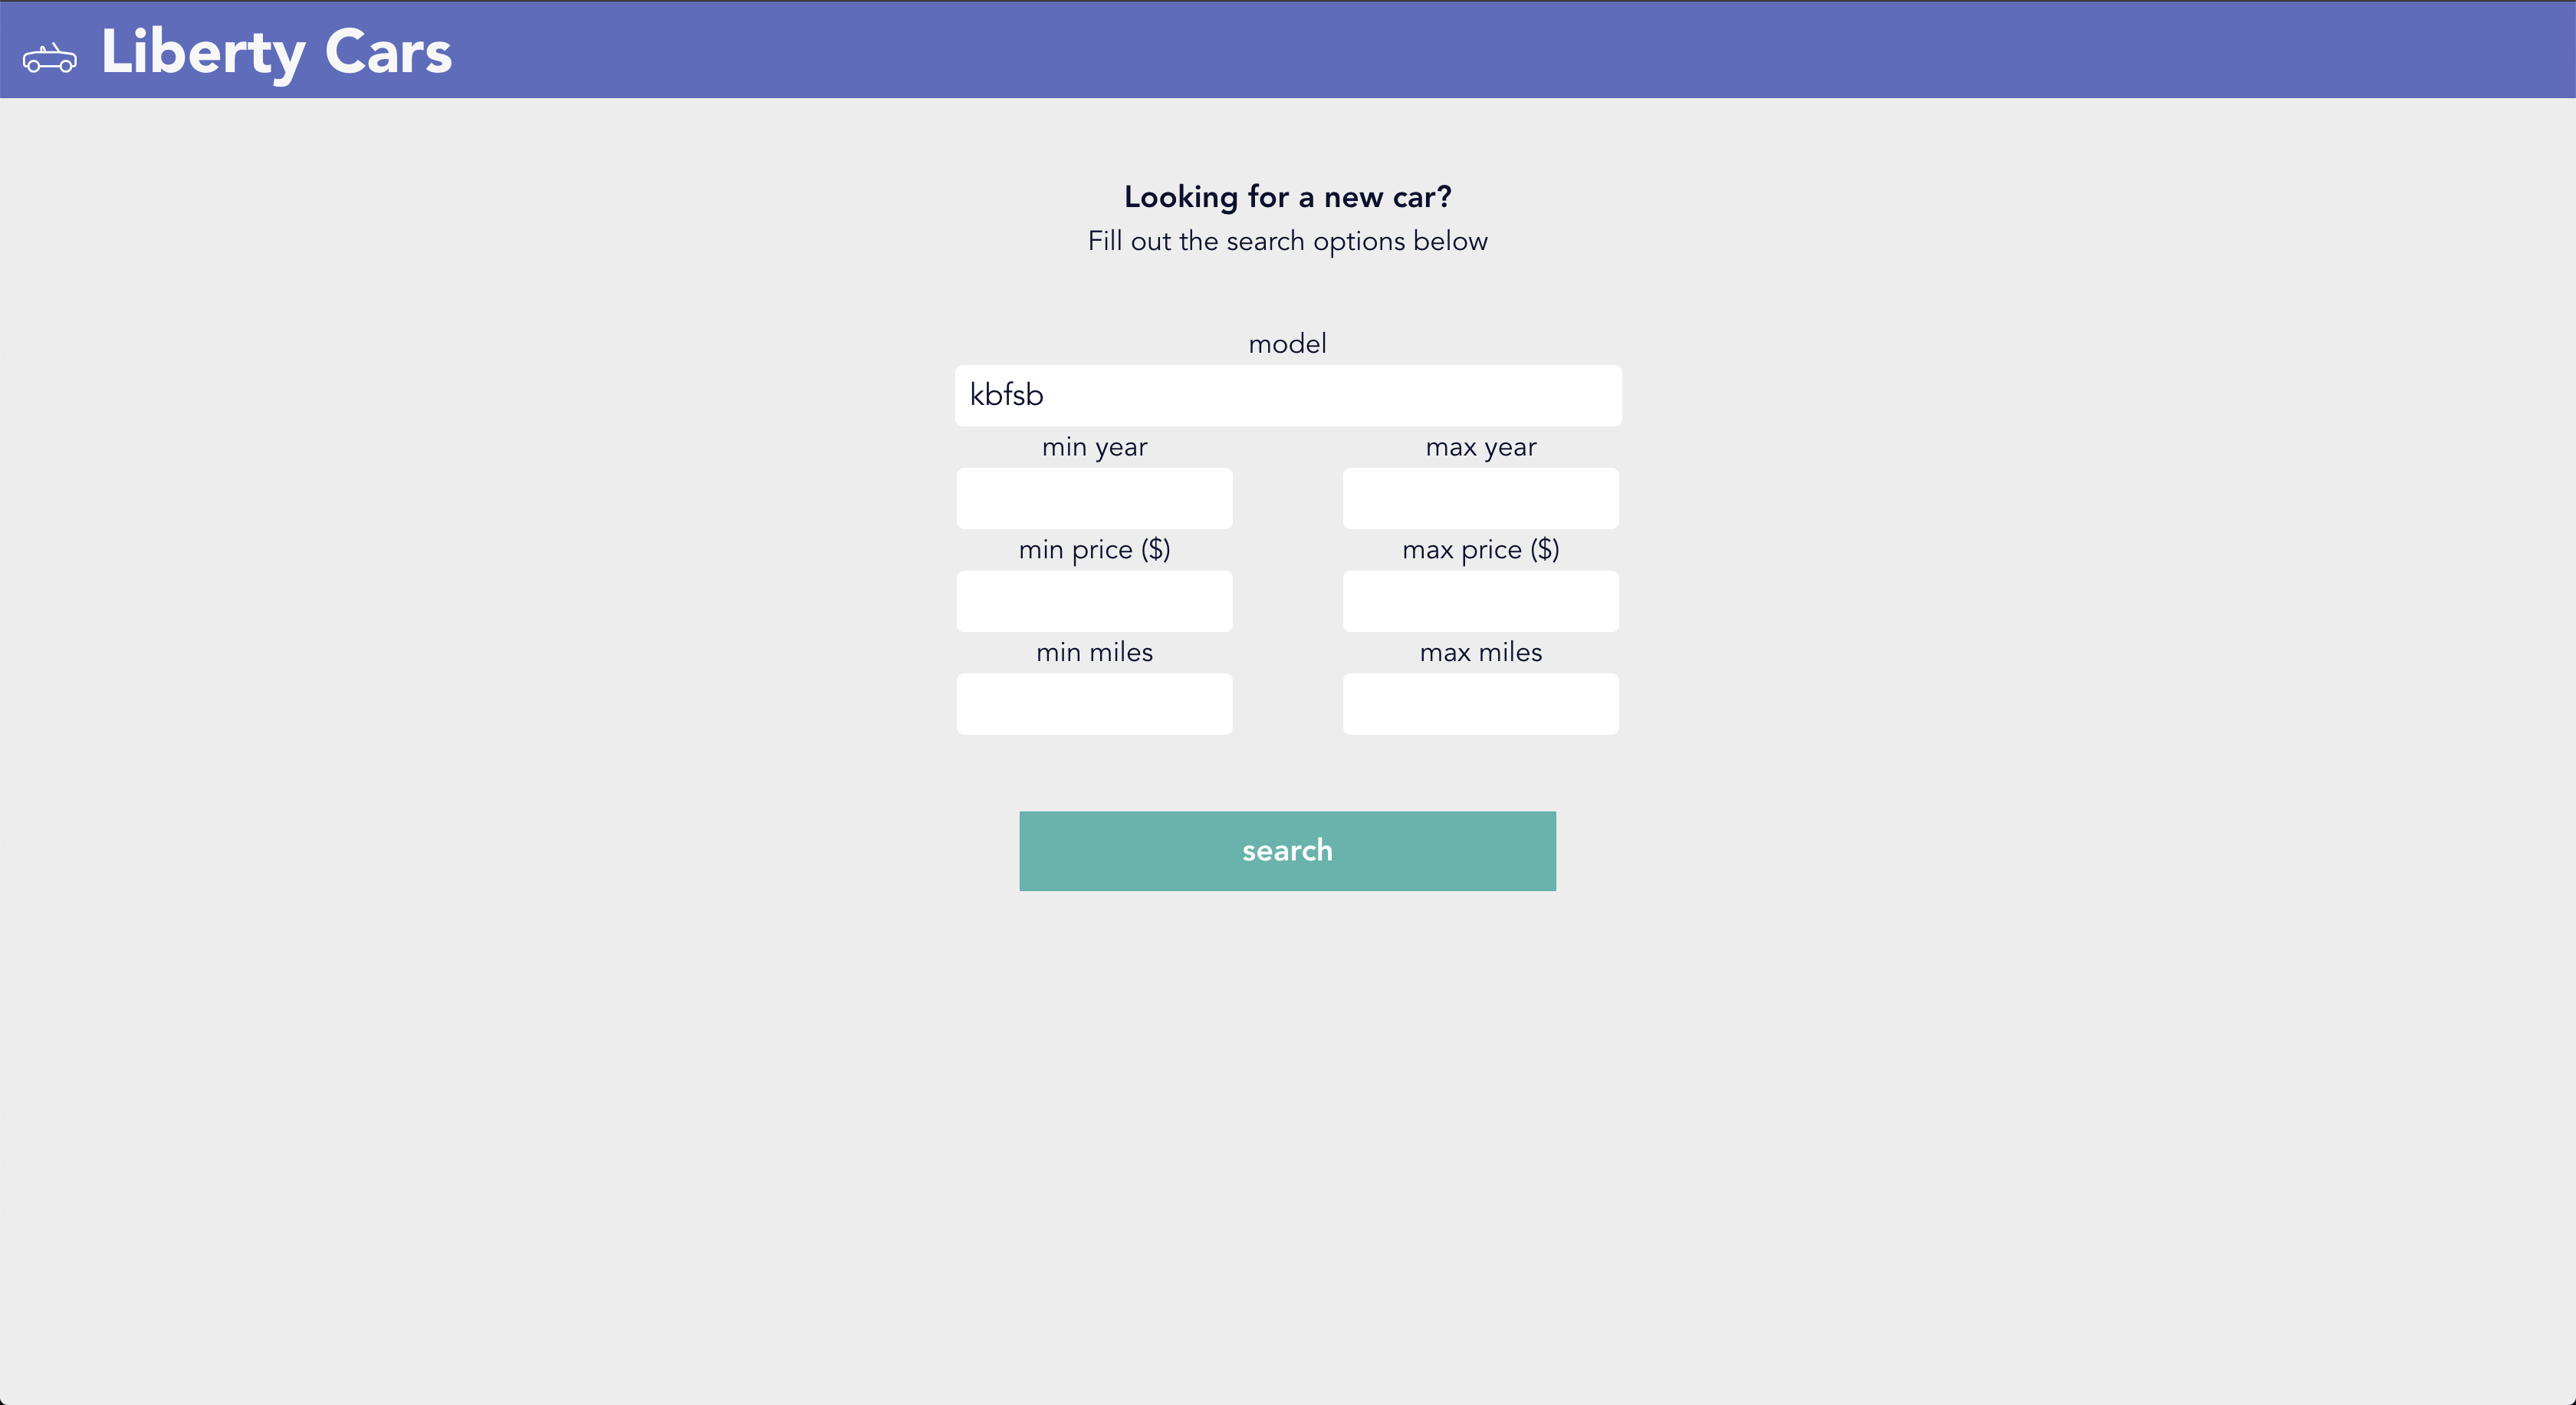 Liberty Cars
Looking for a new car?
Fill out the search options below
model
kbfsb
min year
max year
min price ($)
max price ($)
min miles
max miles
search